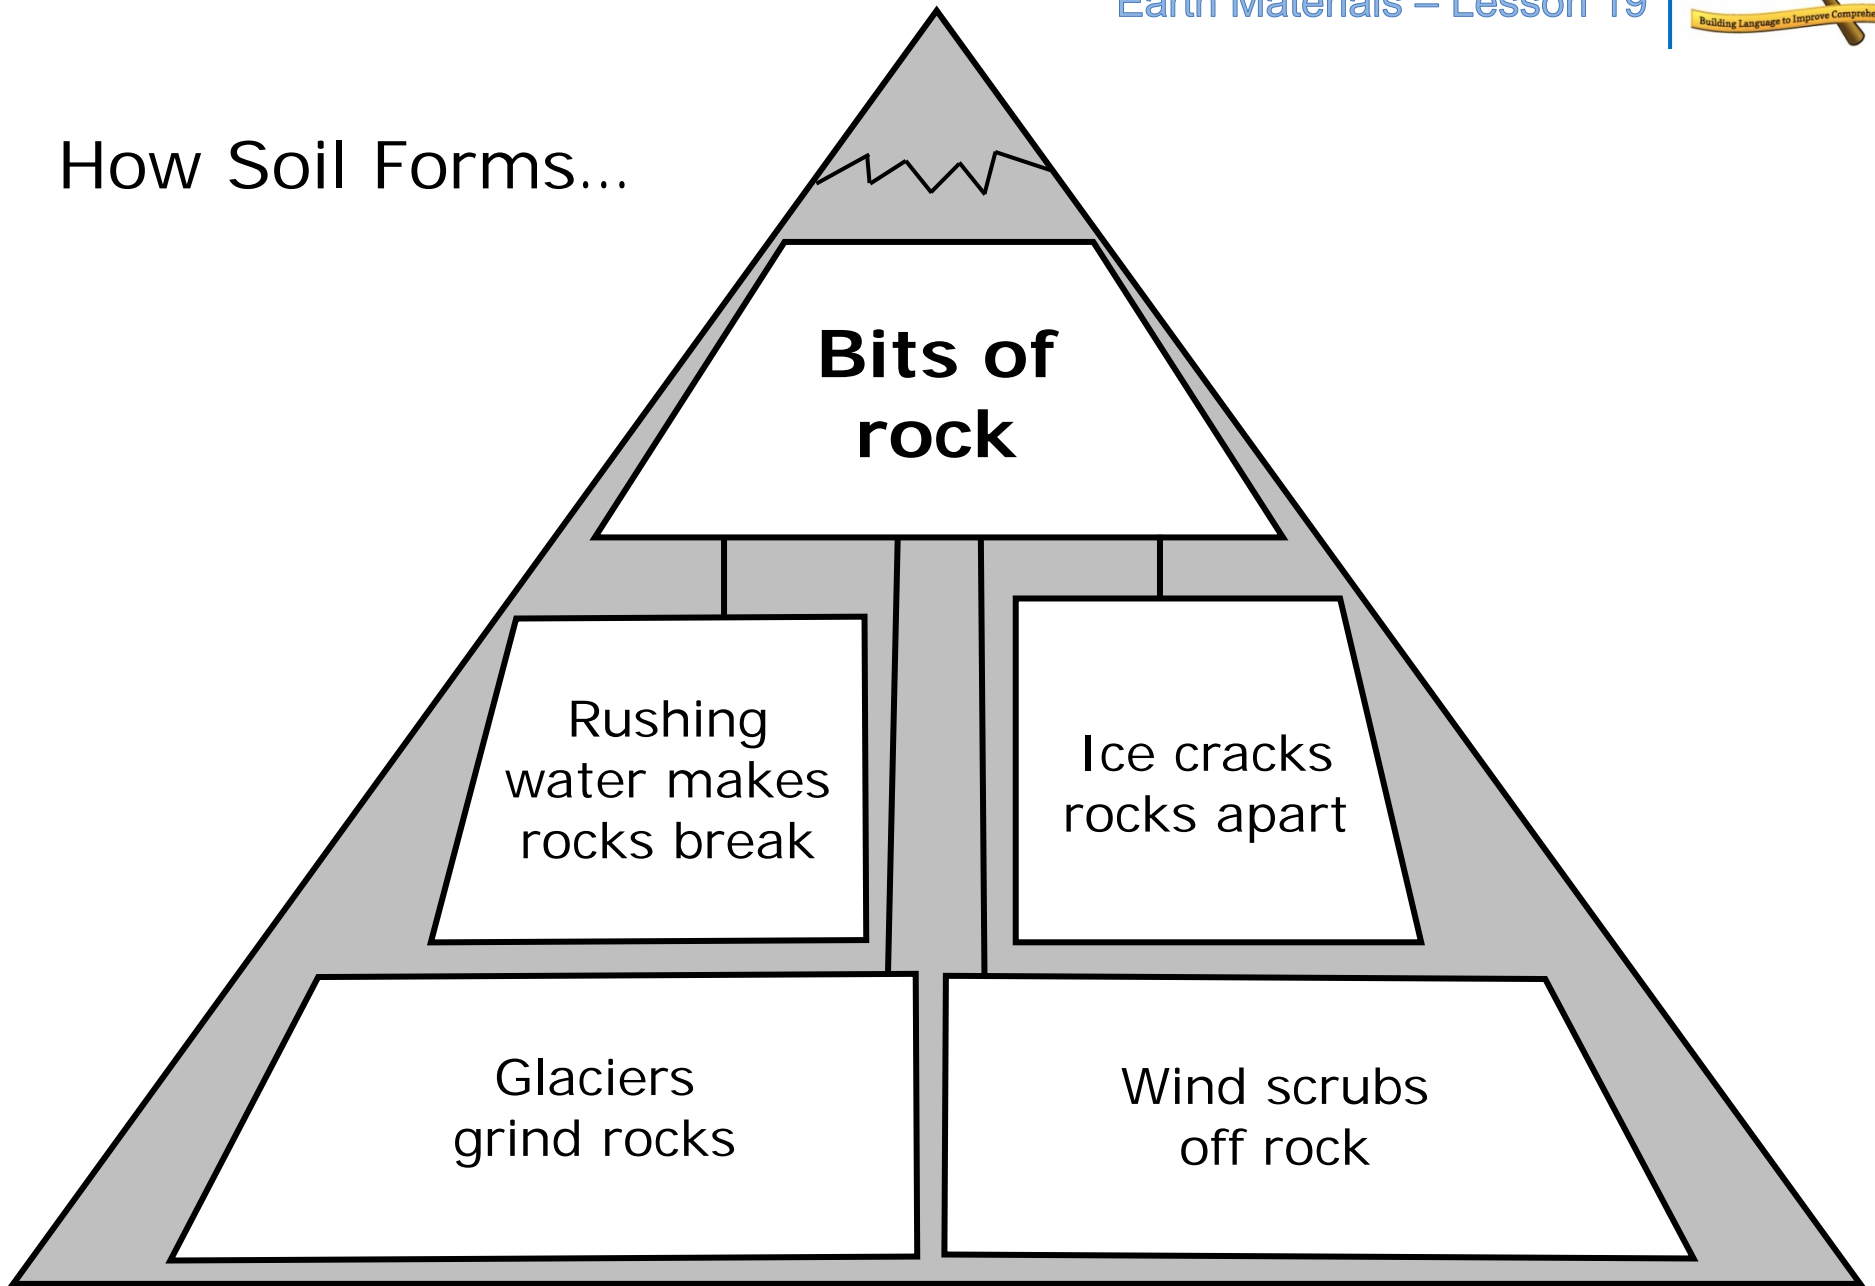 Earth Materials – Lesson 19
Building Language to Improve
How Soil Forms...
Bits of
rock
Rushing
water makes
rocks break
Ice cracks
rocks apart
Glaciers
grind rocks
Wind scrubs
off rock